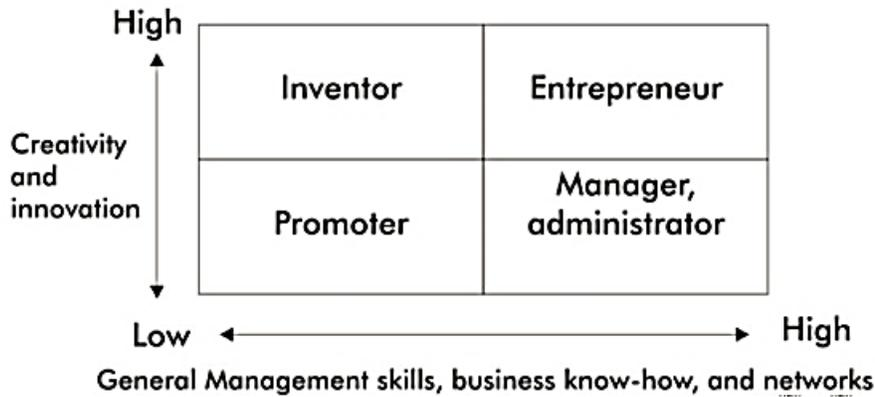 High
Inventor
Entrepreneur
Creativity
and
innovation
Promoter
Manager,
administrator
Low
High
General Management skills, business know-how, and networks